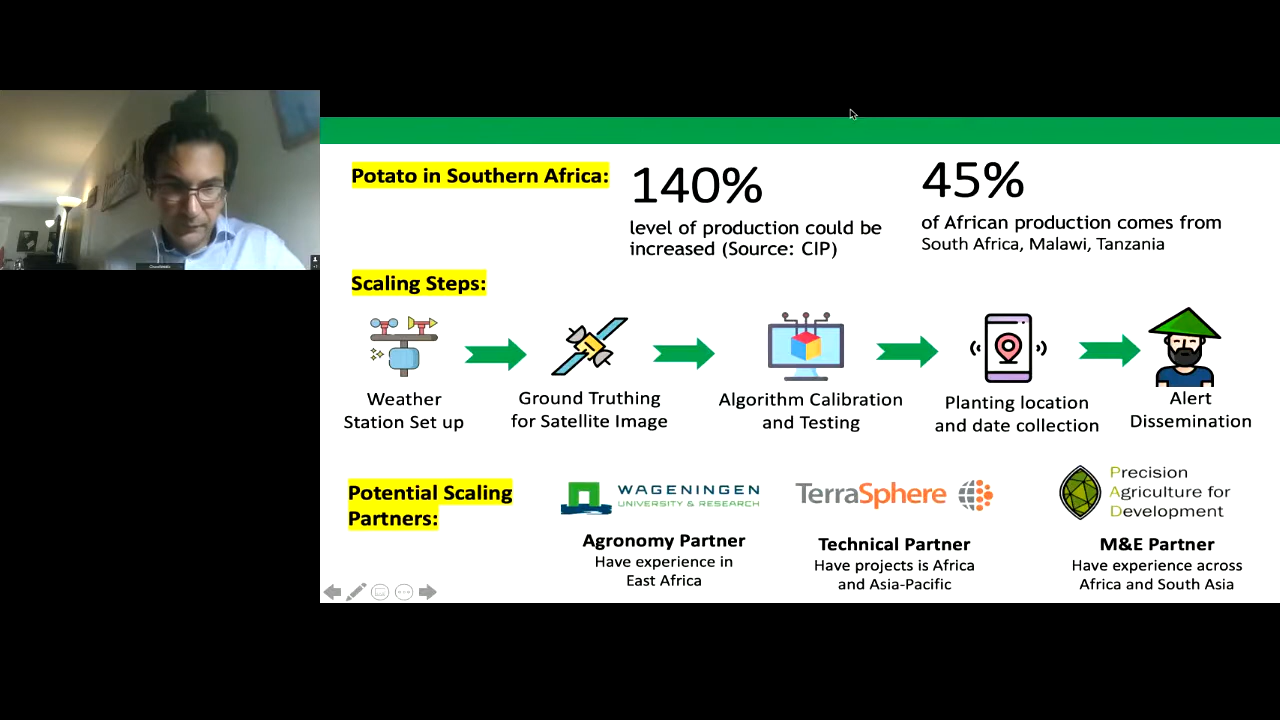 Potato in Southern Africa:
140%
level of production could be
increased (Source: CIP)
45%
of African production comes from
South Africa, Malawi, Tanzania
Scaling Steps:
Weather
Station Set up
Ground Truthing
for Satellite Image
Algorithm Calibration
and Testing
Planting location
and date collection
Alert
Dissemination
Potential Scaling
Partners:
WAGENINGEN
UNIVERSITY & RESEARCH
Agronomy Partner
Have experience in
East Africa
TerraSphere
Technical Partner
Have projects is Africa
and Asia-Pacific
Precision
Agriculture for
Development
M&E Partner
Have experience across
Africa and South Asia